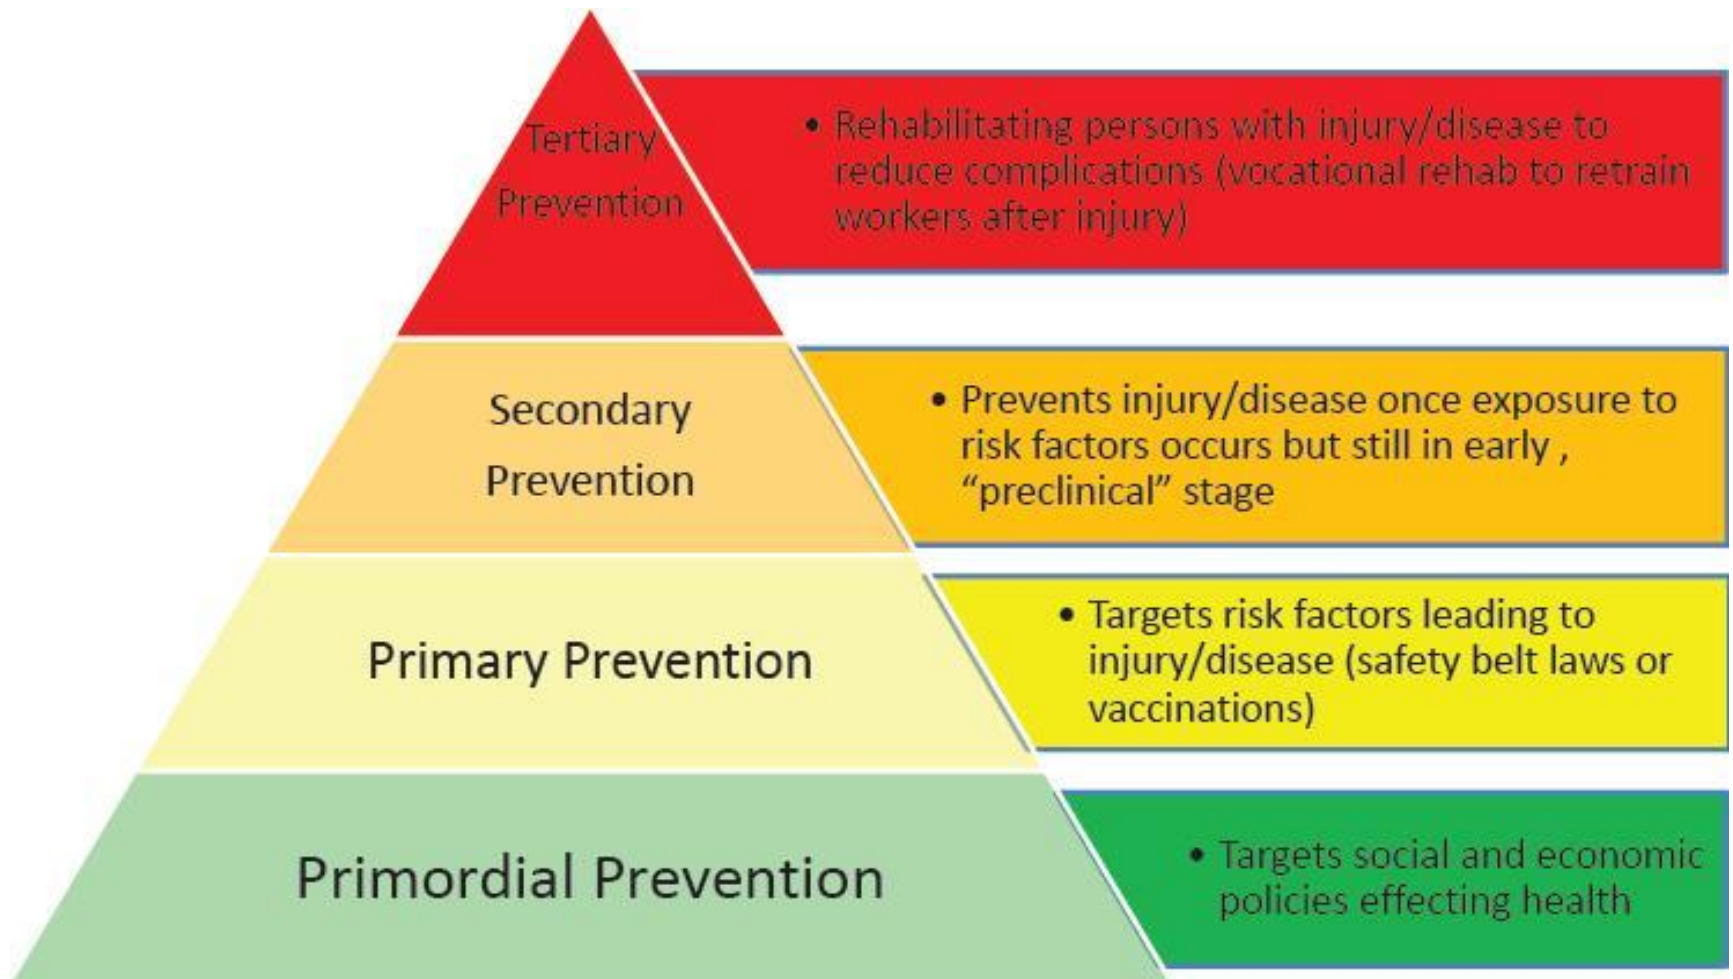 Tertiary
Prevention
• Rehabilitating persons with injury/disease to
reduce complications (vocational rehab to retrain
workers after injury)
Secondary
Prevention
• Prevents injury/disease once exposure to
risk factors occurs but still in early ,
“preclinical” stage
Primary Prevention
• Targets risk factors leading to
injury/disease (safety belt laws or
vaccinations)
Primordial Prevention
• Targets social and economic
policies effecting health